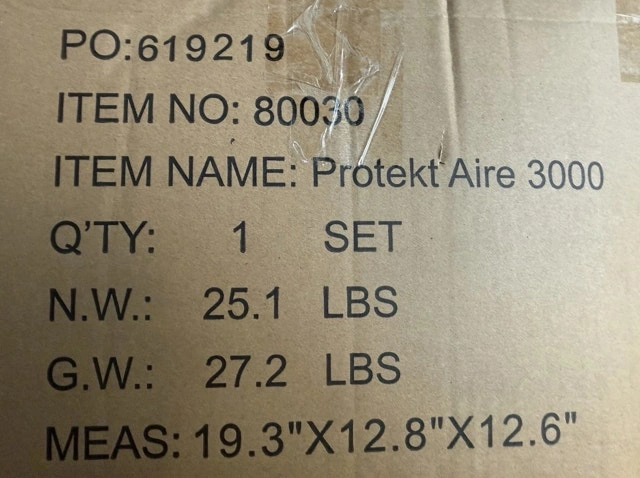 PO:619219
ITEM NO: 80030
ITEM NAME: Protekt Aire 3000
Q'TY: 1 SET
N.W.: 25.1 LBS
G.W.: 27.2 LBS
MEAS: 19.3"X12.8"X12.6"